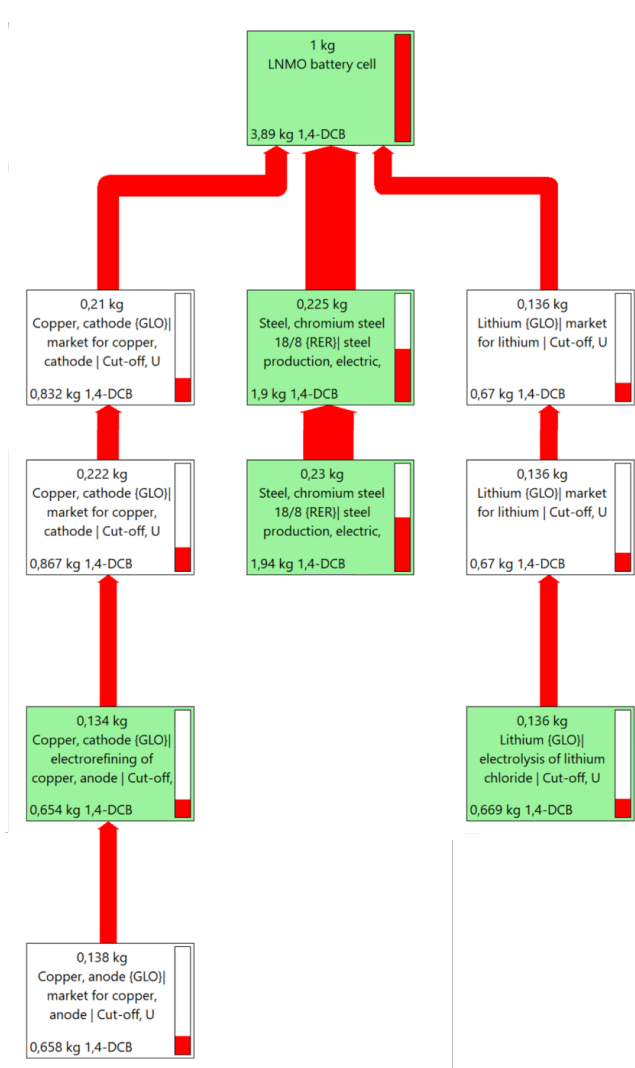 1 kg
LNMO battery cell
3,89 kg 1,4-DCB
0,21 kg
Copper, cathode {GLO}|
market for copper,
cathode | Cut-off, U
0,832 kg 1,4-DCB
0,225 kg
Steel, chromium steel
18/8 {RER}| steel
production, electric,
1,9 kg 1,4-DCB
0,136 kg
Lithium {GLO}| market
for lithium | Cut-off, U
0,67 kg 1,4-DCB
0,222 kg
Copper, cathode {GLO}|
market for copper,
cathode | Cut-off, U
0,867 kg 1,4-DCB
0,23 kg
Steel, chromium steel
18/8 {RER}| steel
production, electric,
1,94 kg 1,4-DCB
0,136 kg
Lithium {GLO}| market
for lithium | Cut-off, U
0,67 kg 1,4-DCB
0,134 kg
Copper, cathode {GLO}|
electrorefining of
copper, anode | Cut-off,
0,654 kg 1,4-DCB
0,136 kg
Lithium {GLO}|
electrolysis of lithium
chloride | Cut-off, U
0,669 kg 1,4-DCB
0,138 kg
Copper, anode {GLO}|
market for copper,
anode | Cut-off, U
0,658 kg 1,4-DCB